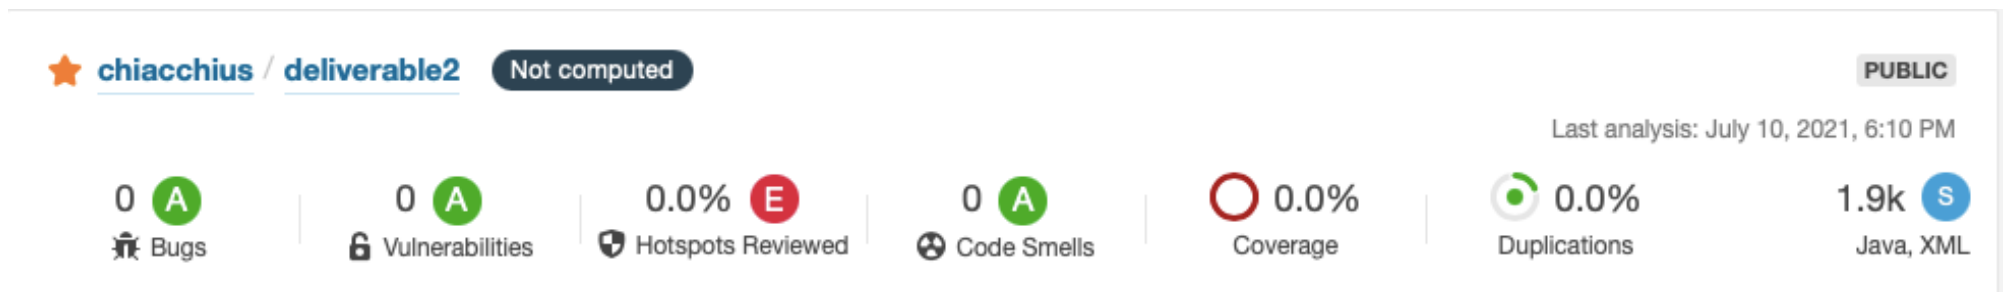 chiacchius / deliverable2 Not computed PUBLIC
Last analysis: July 10, 2021, 6:10 PM
0 A 0 A 0.0% E 0 A 0.0% 0.0% 1.9k S
Bugs Vulnerabilities Hotspots Reviewed Code Smells Coverage Duplications Java, XML